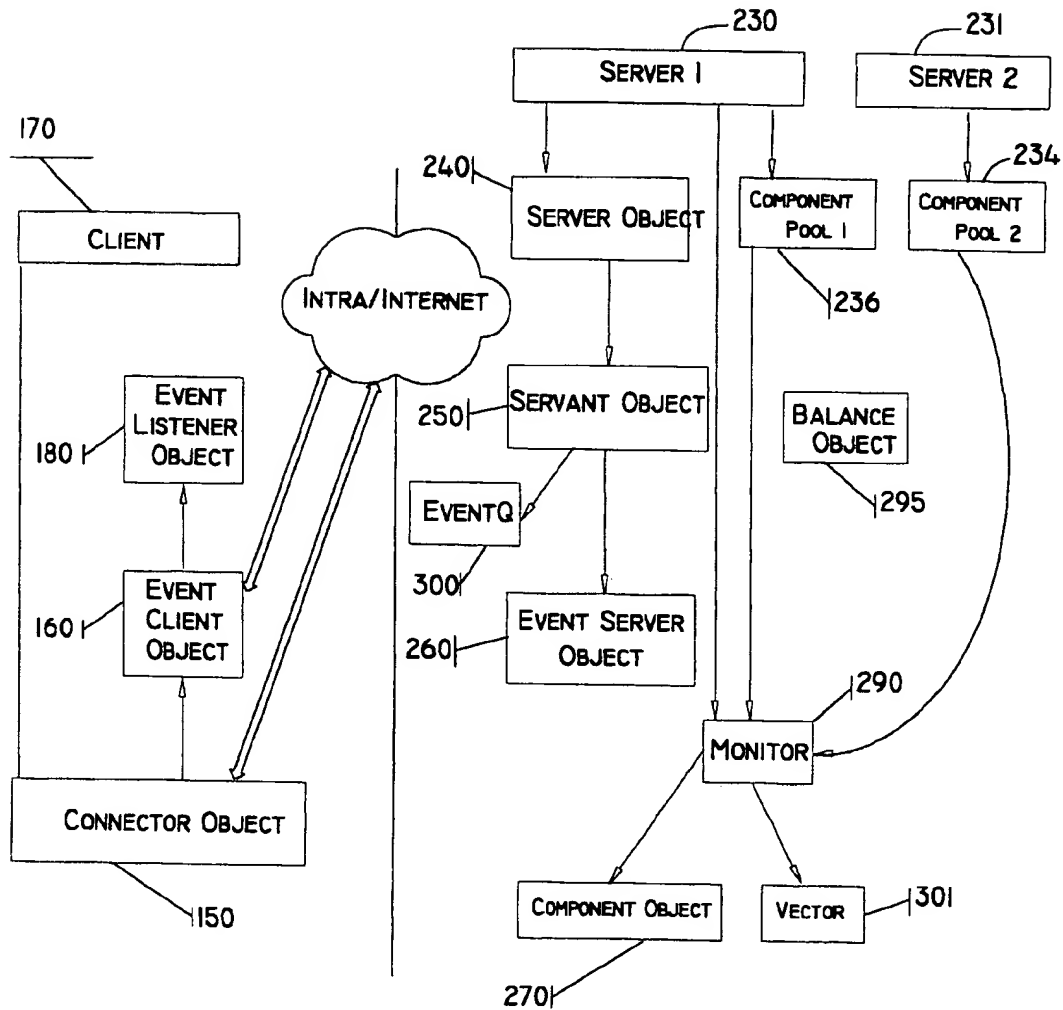 230
SERVER 1
231
SERVER 2
170
CLIENT
240
SERVER OBJECT
COMPONENT
POOL 1
236
234
COMPONENT
POOL 2
INTRA/INTERNET
EVENT
LISTENER
OBJECT
180
250
SERVANT OBJECT
BALANCE
OBJECT
295
EVENTQ
300
EVENT
CLIENT
OBJECT
160
260
EVENT SERVER
OBJECT
290
MONITOR
CONNECTOR OBJECT
150
COMPONENT OBJECT
270
VECTOR
301